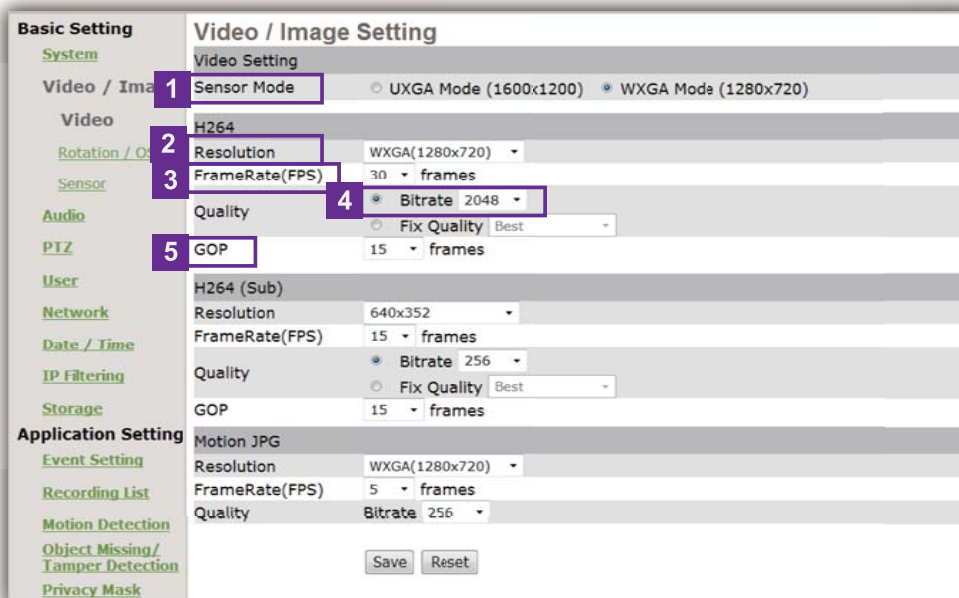 Basic Setting
System
Video / Ima
Video
Rotation / OS
Sensor
Audio
PTZ
User
Network
Date / Time
IP Filtering
Storage
Application Setting
Event Setting
Recording List
Motion Detection
Object Missing/
Tamper Detection
Privacy Mask
Video / Image Setting
Video Setting
1 Sensor Mode UXGA Mode (1600x1200) WXGA Mode (1280x720)
H264
2 Resolution WXGA(1280x720)
3 FrameRate(FPS) 30 frames
Quality 4 Bitrate 2048
Fix Quality Best
5 GOP 15 frames
H264 (Sub)
Resolution 640x352
FrameRate(FPS) 15 frames
Quality Bitrate 256
Fix Quality Best
GOP 15 frames
Motion JPG
Resolution WXGA(1280x720)
FrameRate(FPS) 5 frames
Quality Bitrate 256
Save Reset